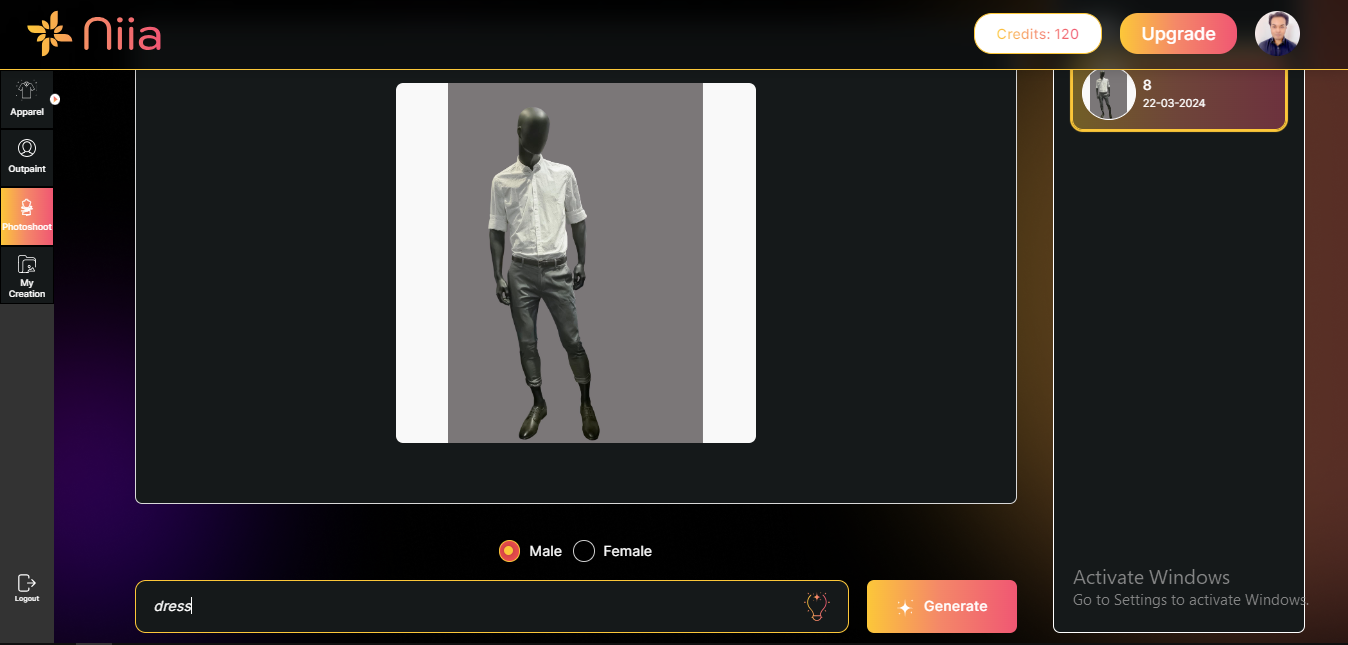 Niia
Credits: 120
Upgrade
Apparel
Outpaint
Photoshoot
My
Creation
Logout
8
22-03-2024
Male
Female
dress
Generate
Activate Windows
Go to Settings to activate Windows.